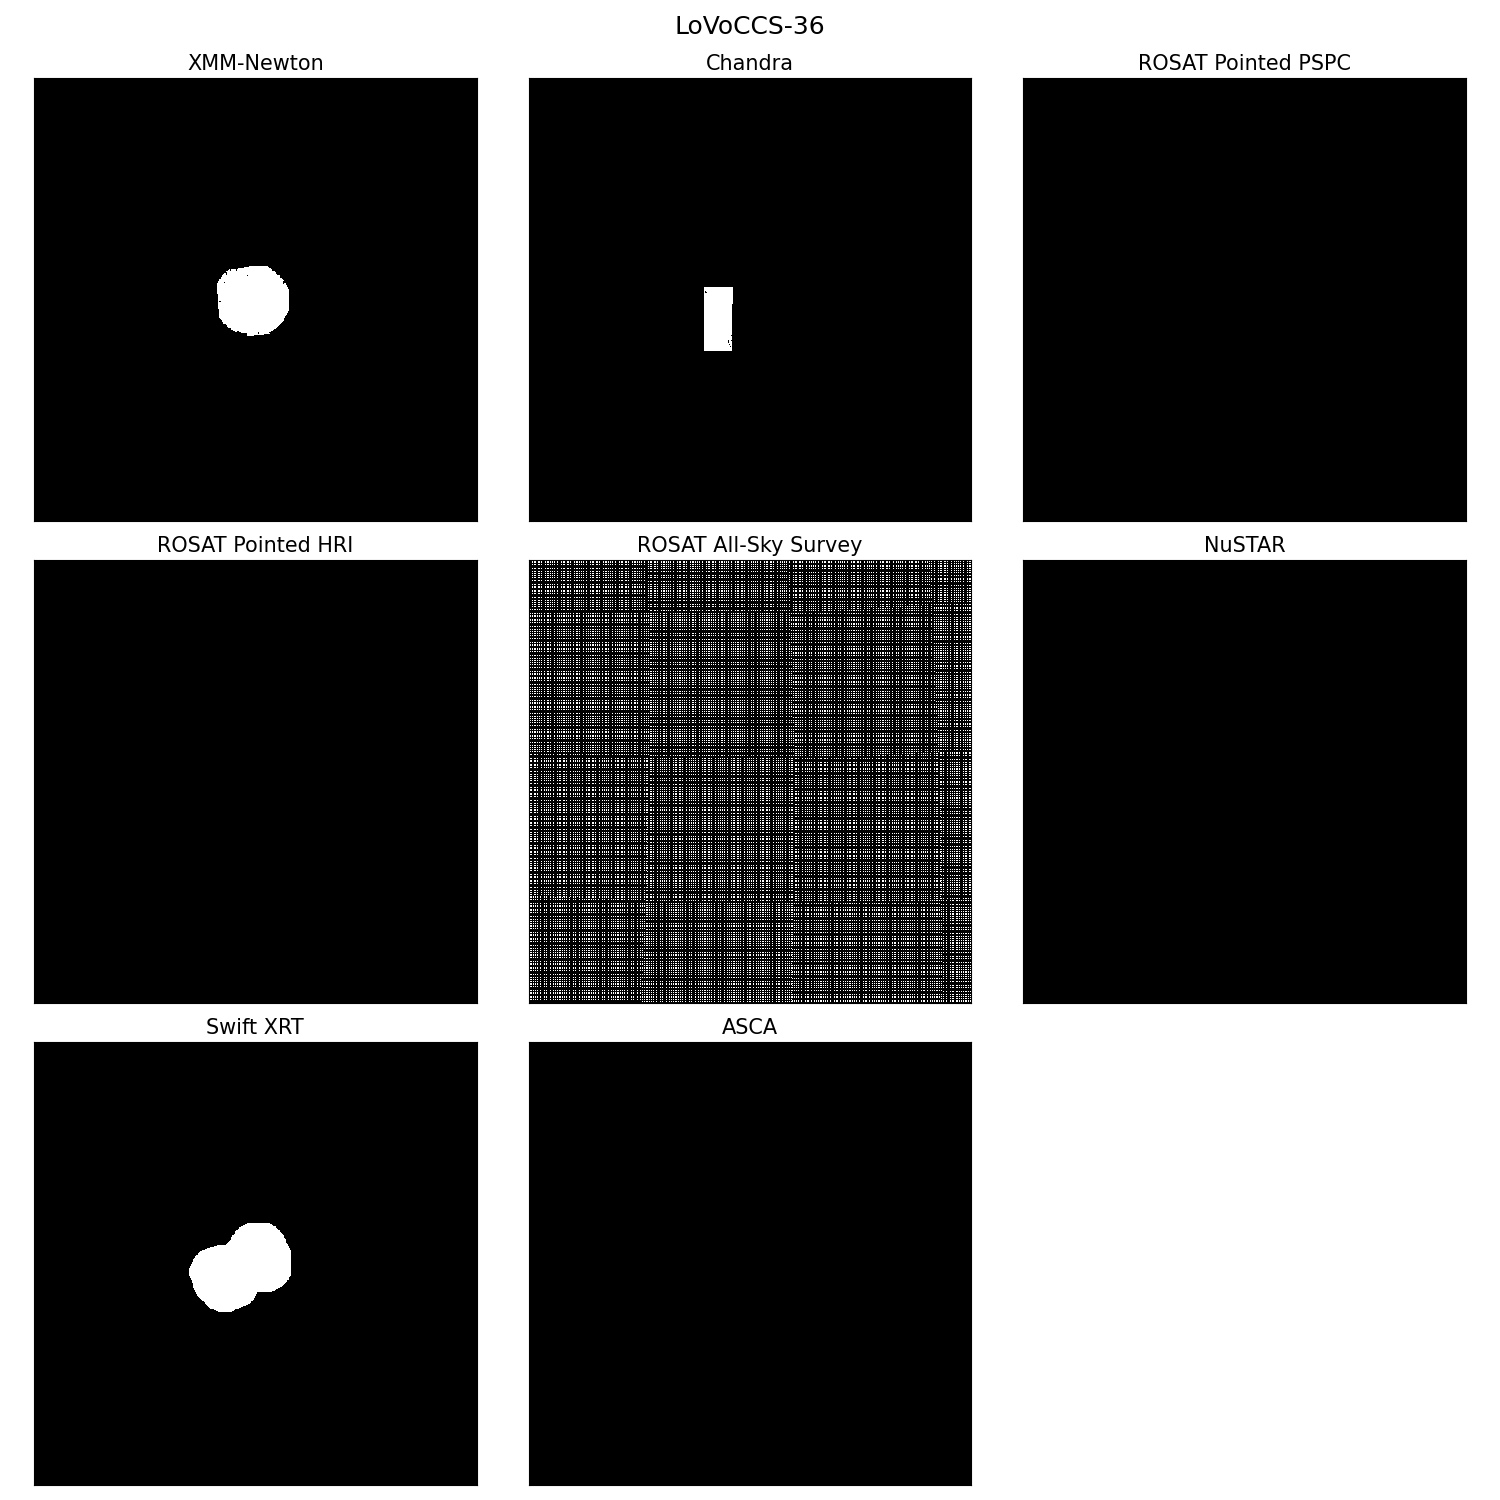 LoVoCCS-36
XMM-Newton
Chandra
ROSAT Pointed PSPC
ROSAT Pointed HRI
ROSAT All-Sky Survey
NuSTAR
Swift XRT
ASCA